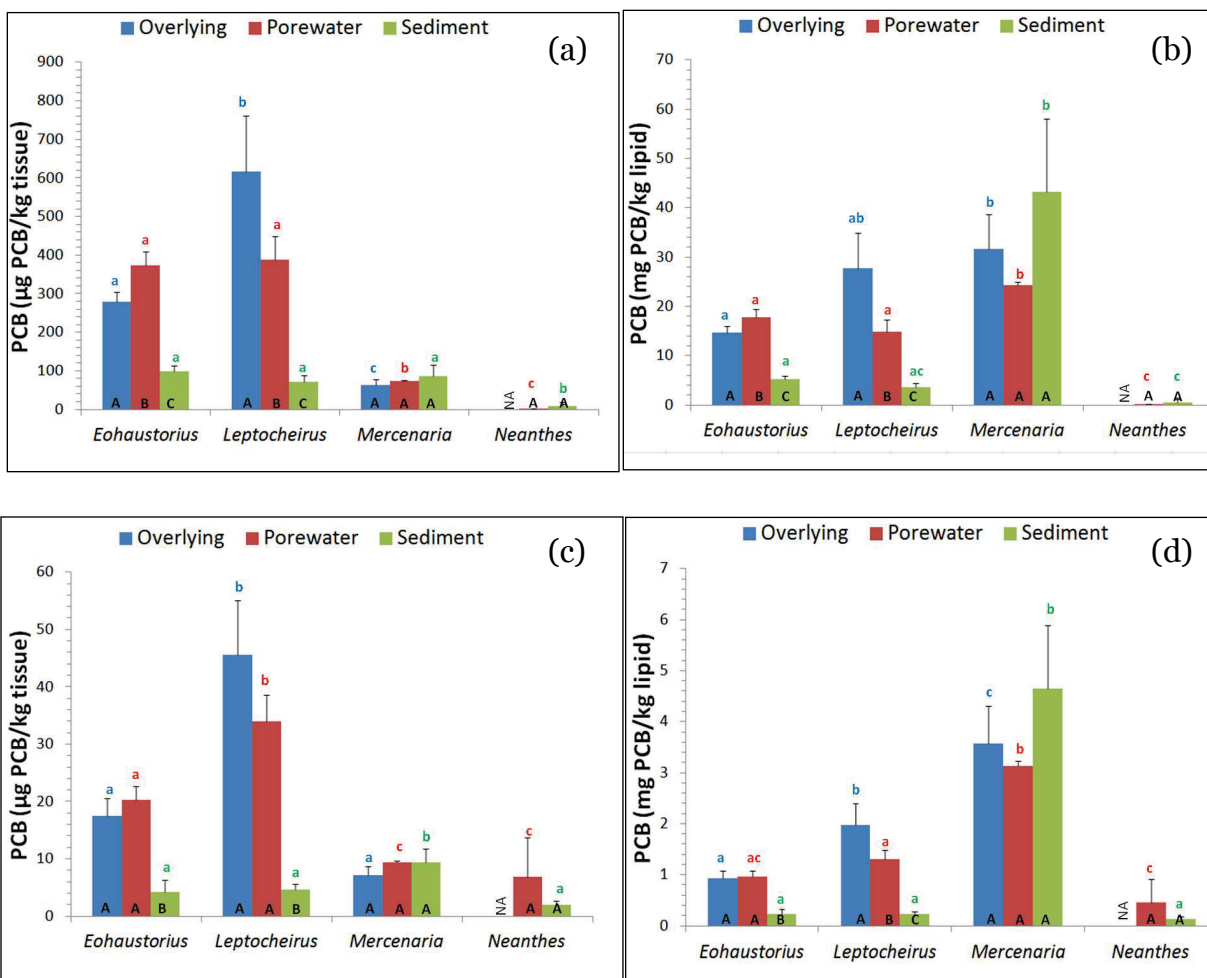 Overlying Porewater Sediment
(a)
PCB (µg PCB/kg tissue)
900
800
700
600
500
400
300
200
100
0
a a a
b a a
c b a
NA c b
A B C
A B C
A A A
A A
Eohaustorius Leptocheirus Mercenaria Neanthes
Overlying Porewater Sediment
(b)
PCB (mg PCB/kg lipid)
70
60
50
40
30
20
10
0
a a a
ab a ac
b b b
NA c c
A B C
A B C
A A A
A A
Eohaustorius Leptocheirus Mercenaria Neanthes
Overlying Porewater Sediment
(c)
PCB (µg PCB/kg tissue)
60
50
40
30
20
10
0
a a a
b b a
a c b
NA c a
A A B
A A B
A A A
A A
Eohaustorius Leptocheirus Mercenaria Neanthes
Overlying Porewater Sediment
(d)
PCB (mg PCB/kg lipid)
7
6
5
4
3
2
1
0
a ac a
b a a
c b b
NA c a
A A B
A B C
A A A
A A
Eohaustorius Leptocheirus Mercenaria Neanthes